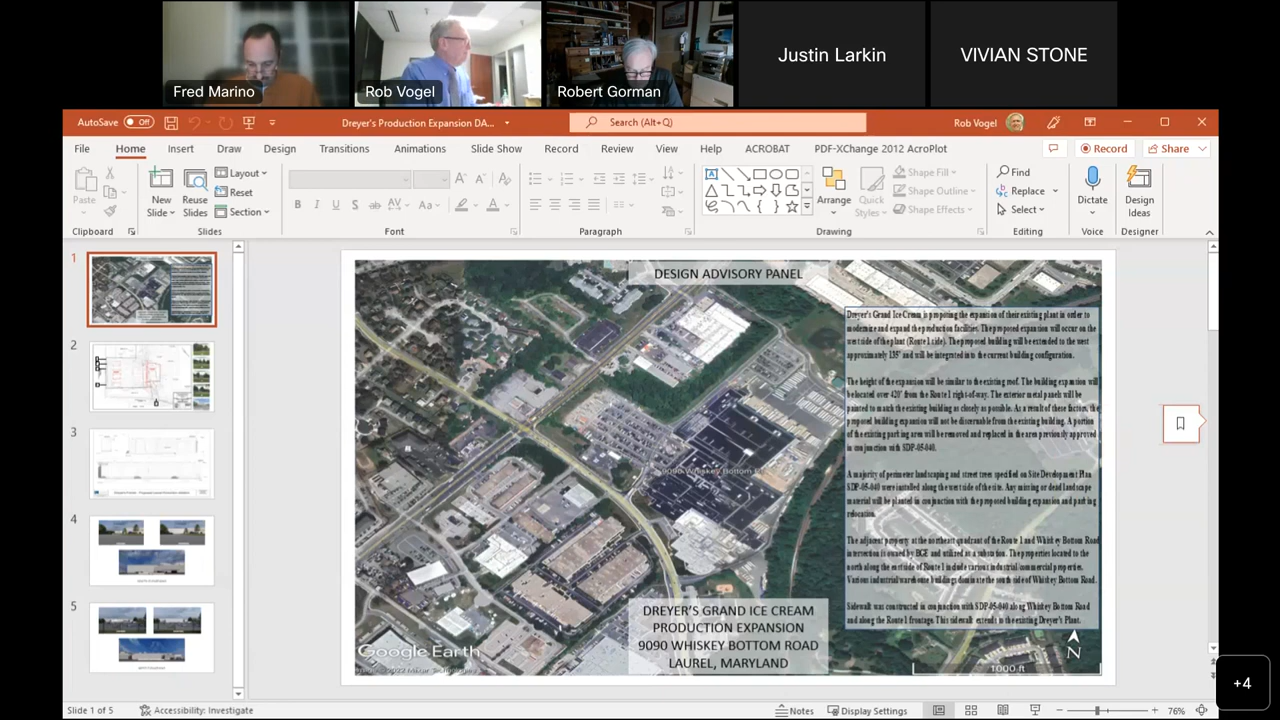 Justin Larkin
VIVIAN STONE
Fred Marino
Rob Vogel
Robert Gorman
AutoSave Off
Dreyer's Production Expansion DA...
Search (Alt+Q)
Rob Vogel
File Home Insert Draw Design Transitions Animations Slide Show Record Review View Help ACROBAT PDF-XChange 2012 AcroPlot
Record Share
Paste
New Slide
Reuse Slides
Layout
Reset
Section
Arrange
Quick Styles
Shape Fill
Shape Outline
Shape Effects
Find
Replace
Select
Dictate
Design Ideas
Clipboard Slides Font Paragraph Drawing Editing Voice Designer
1
2
3
4
5
DESIGN ADVISORY PANEL
Dreyer's Grand Ice Cream is proposing the expansion of their existing plant in order to
modernize and expand the production facilities. The proposed expansion will occur on the
west side of the plant (Route 1 side). The proposed building will be extended to the west
approximately 135' and will be integrated into the current building configuration.
The height of the expansion will be similar to the existing roof. The building expansion will
be located over 420' from the Route 1 right-of-way. The exterior metal panels will be
painted to match the existing building as closely as possible. As a result of these factors, the
proposed building expansion will not be discernable from the existing building. A portion
of the existing parking area will be removed and replaced in the area previously approved
in conjunction with SDP-05-040.
A majority of perimeter landscaping and street trees specified on Site Development Plan
SDP-05-040 were installed along the west side of the site. Any missing or dead landscape
material will be planted in conjunction with the proposed building expansion and parking
relocation.
The adjacent property at the northeast quadrant of the Route 1 and Whiskey Bottom Road
intersection is owned by BGE and utilized as a substation. The properties located to the
north along the east side of Route 1 include various industrial/commercial properties.
Various industrial/warehouse buildings dominate the south side of Whiskey Bottom Road.
Sidewalk was constructed in conjunction with SDP-05-040 along Whiskey Bottom Road
and along the Route 1 frontage. This sidewalk extends to the existing Dreyer's Plant.
9090 Whiskey Bottom Rd
DREYER'S GRAND ICE CREAM
PRODUCTION EXPANSION
9090 WHISKEY BOTTOM ROAD
LAUREL, MARYLAND
Google Earth
N
1000 ft
+4
Slide 1 of 5 Accessibility: Investigate Notes Display Settings 76%